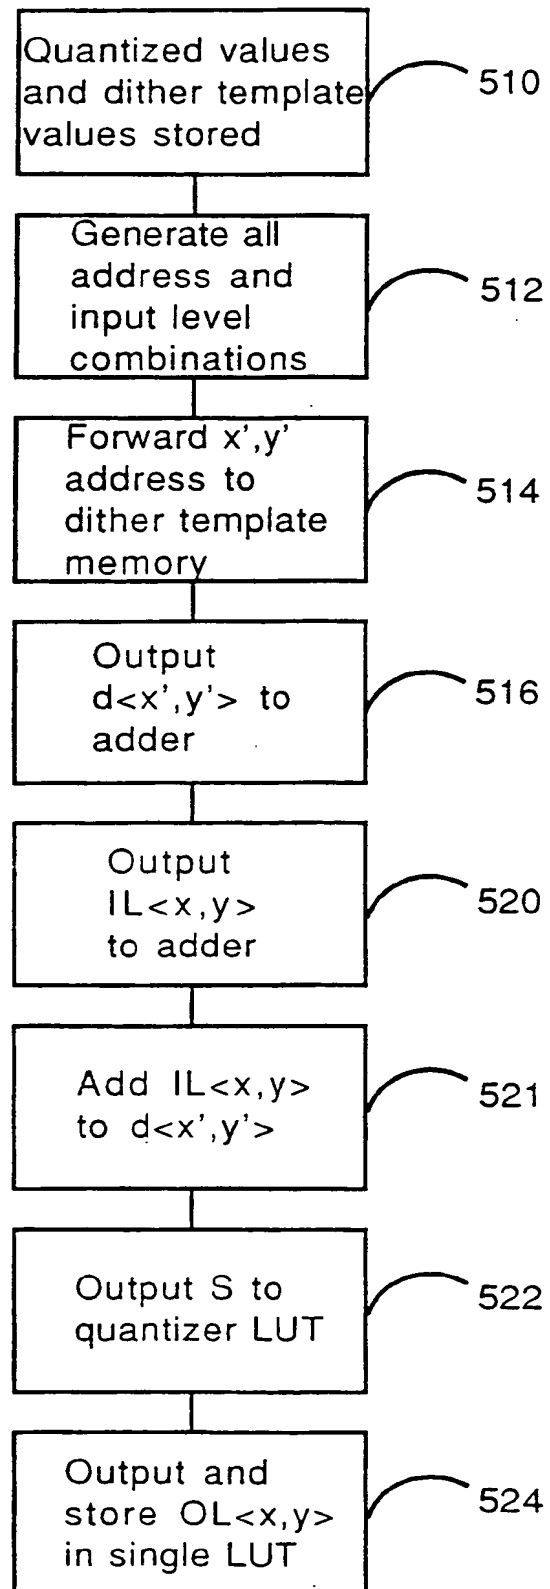 Quantized values
and dither template
values stored
510
Generate all
address and
input level
combinations
512
Forward x',y'
address to
dither template
memory
514
Output
d<x',y'> to
adder
516
Output
IL<x,y>
to adder
520
Add IL<x,y>
to d<x',y'>
521
Output S to
quantizer LUT
522
Output and
store OL<x,y>
in single LUT
524